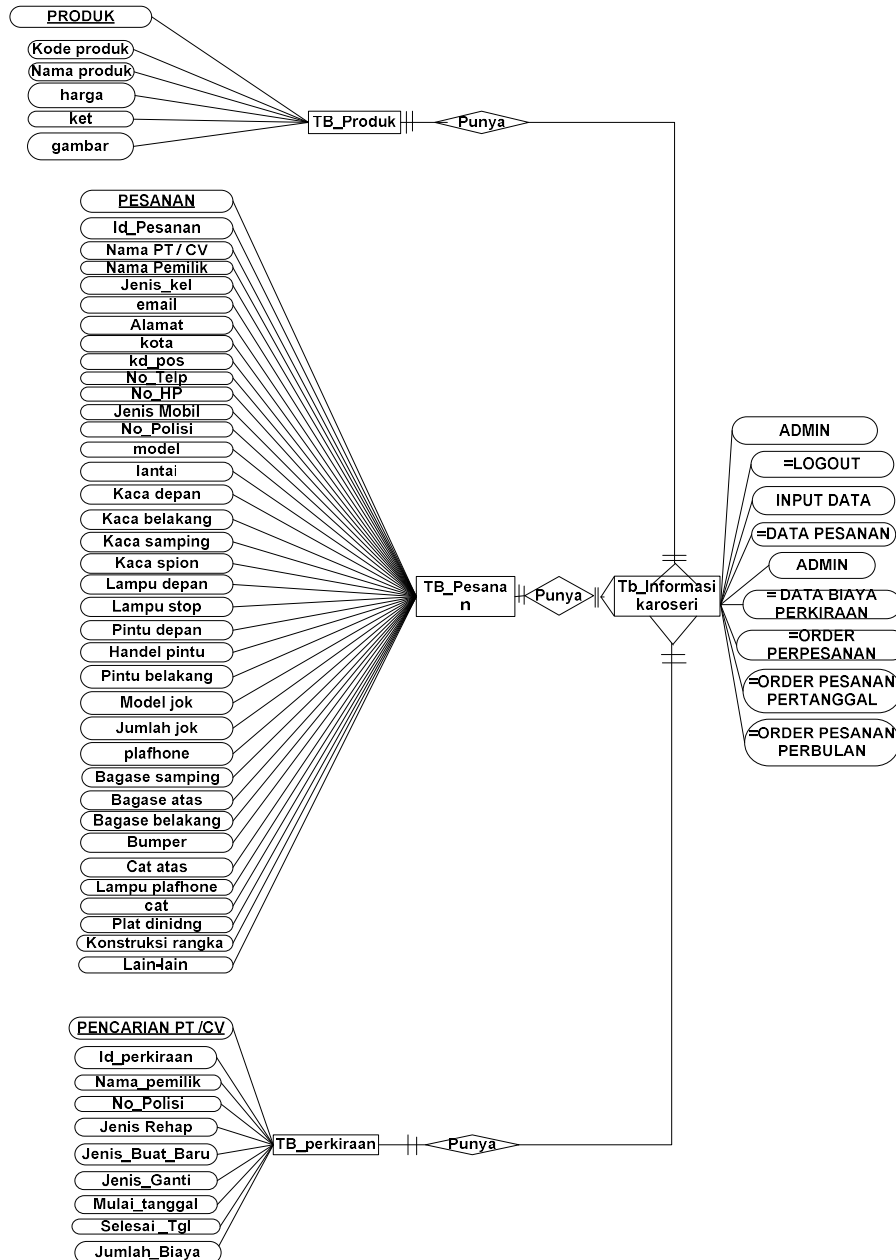 PRODUK
Kode produk
Nama produk
harga
ket
gambar
TB_Produk
Punya
PESANAN
Id_Pesanan
Nama PT / CV
Nama Pemilik
Jenis_kel
email
Alamat
kota
kd_pos
No_Telp
No_HP
Jenis Mobil
No_Polisi
model
lantai
Kaca depan
Kaca belakang
Kaca samping
Kaca spion
Lampu depan
Lampu stop
Pintu depan
Handel pintu
Pintu belakang
Model jok
Jumlah jok
plafhone
Bagase samping
Bagase atas
Bagase belakang
Bumper
Cat atas
Lampu plafhone
cat
Plat dinidng
Konstruksi rangka
Lain-lain
TB_Pesana
n
Punya
Tb_Informasi
karoseri
ADMIN
=LOGOUT
INPUT DATA
=DATA PESANAN
ADMIN
= DATA BIAYA
PERKIRAAN
=ORDER
PERPESANAN
=ORDER PESANAN
PERTANGGAL
=ORDER PESANAN
PERBULAN
PENCARIAN PT /CV
Id_perkiraan
Nama_pemilik
No_Polisi
Jenis Rehap
Jenis_Buat_Baru
Jenis_Ganti
Mulai_tanggal
Selesai _Tgl
Jumlah_Biaya
TB_perkiraan
Punya